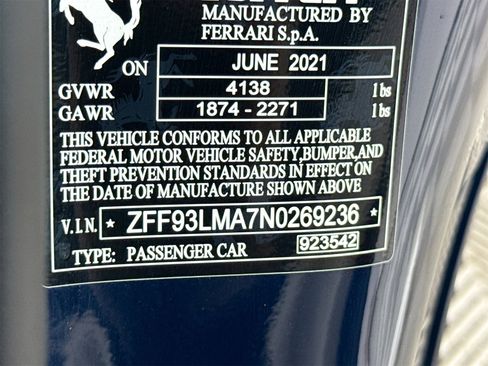 MANUFACTURED BY
FERRARI S.p.A.
ON JUNE 2021
GVWR 4138 lbs
GAWR 1874 - 2271 lbs
THIS VEHICLE CONFORMS TO ALL APPLICABLE
FEDERAL MOTOR VEHICLE SAFETY,BUMPER,AND
THEFT PREVENTION STANDARDS IN EFFECT ON
THE DATE OF MANUFACTURE SHOWN ABOVE
V.I.N. * ZFF93LMA7N0269236 *
TYPE: PASSENGER CAR 923542